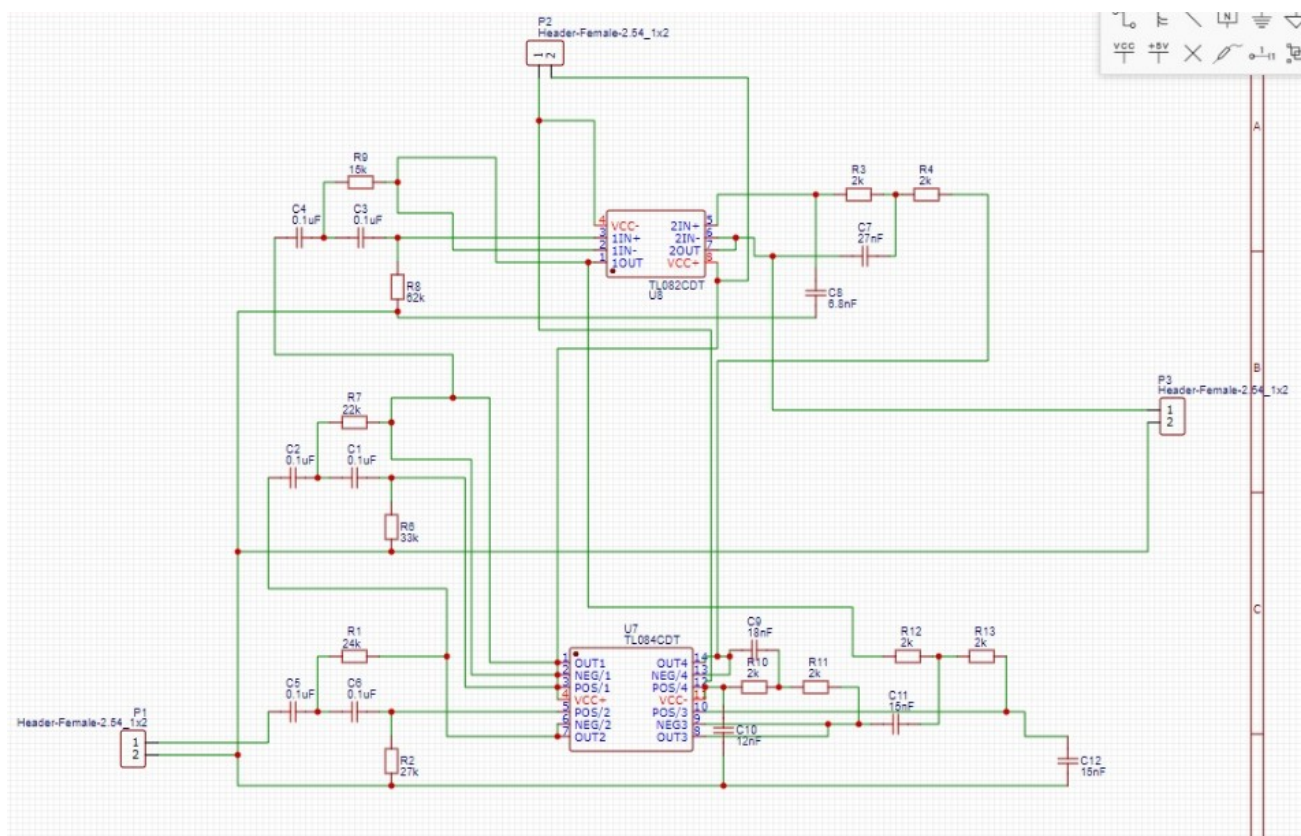 P2
Header-Female-2.54_1x2
1
2
N
VCC
+5V
A
R9
15k
C4
0.1uF
C3
0.1uF
R8
62k
4
3
2
1
VCC-
1IN+
1IN-
1OUT
2IN+
2IN-
2OUT
VCC+
5
6
7
8
TL082CDT
U8
R3
2k
R4
2k
C7
27nF
C8
6.8nF
B
P3
Header-Female-2.54_1x2
1
2
R7
22k
C2
0.1uF
C1
0.1uF
R6
33k
C
R1
24k
C5
0.1uF
C6
0.1uF
R2
27k
P1
Header-Female-2.54_1x2
1
2
U7
TL084CDT
1
2
3
4
5
6
7
OUT1
NEG/1
POS/1
VCC+
POS/2
NEG/2
OUT2
OUT4
NEG/4
POS/4
VCC-
POS/3
NEG3
OUT3
14
13
12
11
10
9
8
C9
18nF
R10
2k
R11
2k
C10
12nF
C11
15nF
R12
2k
R13
2k
C12
15nF